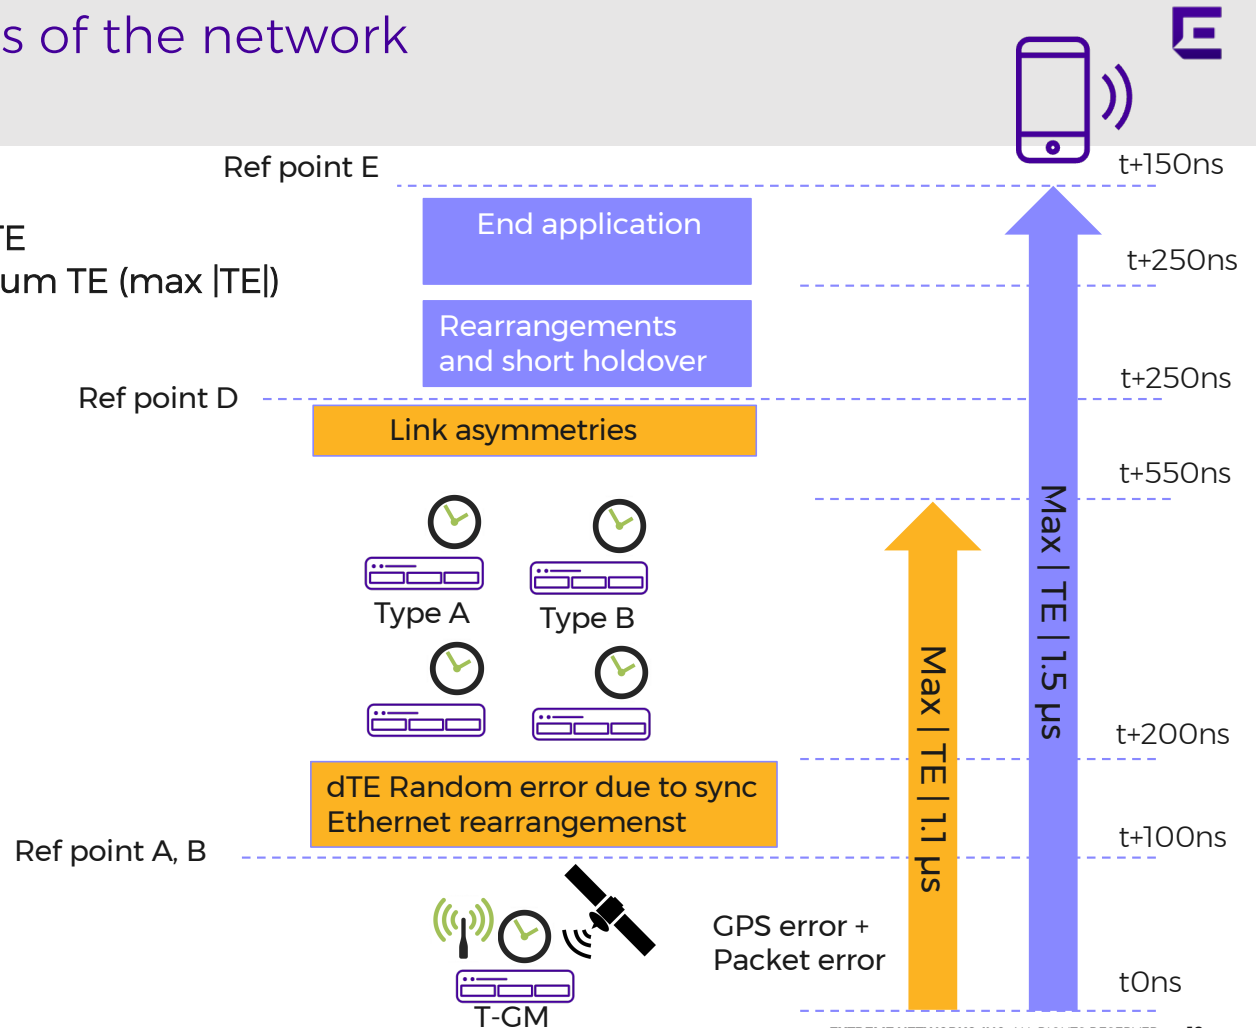 s of the network
Ref point E
t+150ns
TE
um TE (max |TE|)
End application
t+250ns
Rearrangements
and short holdover
t+250ns
Ref point D
Link asymmetries
t+550ns
Max | TE | 1.5 µs
Type A
Type B
Max | TE | 1.1 µs
t+200ns
dTE Random error due to sync
Ethernet rearrangemenst
t+100ns
Ref point A, B
GPS error +
Packet error
t0ns
T-GM